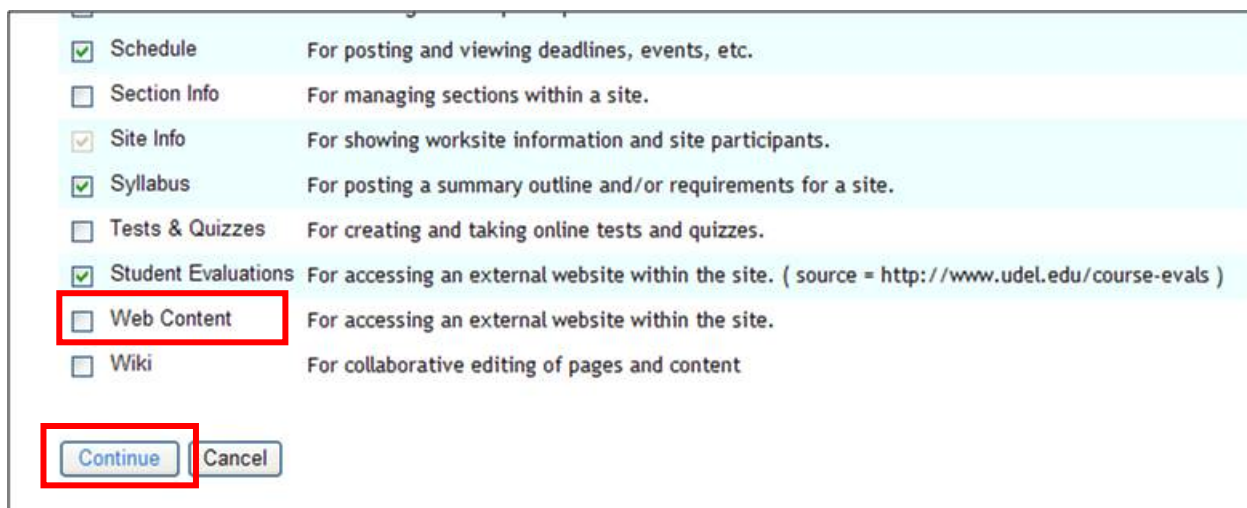 Schedule For posting and viewing deadlines, events, etc.
Section Info For managing sections within a site.
Site Info For showing worksite information and site participants.
Syllabus For posting a summary outline and/or requirements for a site.
Tests & Quizzes For creating and taking online tests and quizzes.
Student Evaluations For accessing an external website within the site. ( source = http://www.udel.edu/course-evals )
Web Content For accessing an external website within the site.
Wiki For collaborative editing of pages and content
Continue Cancel